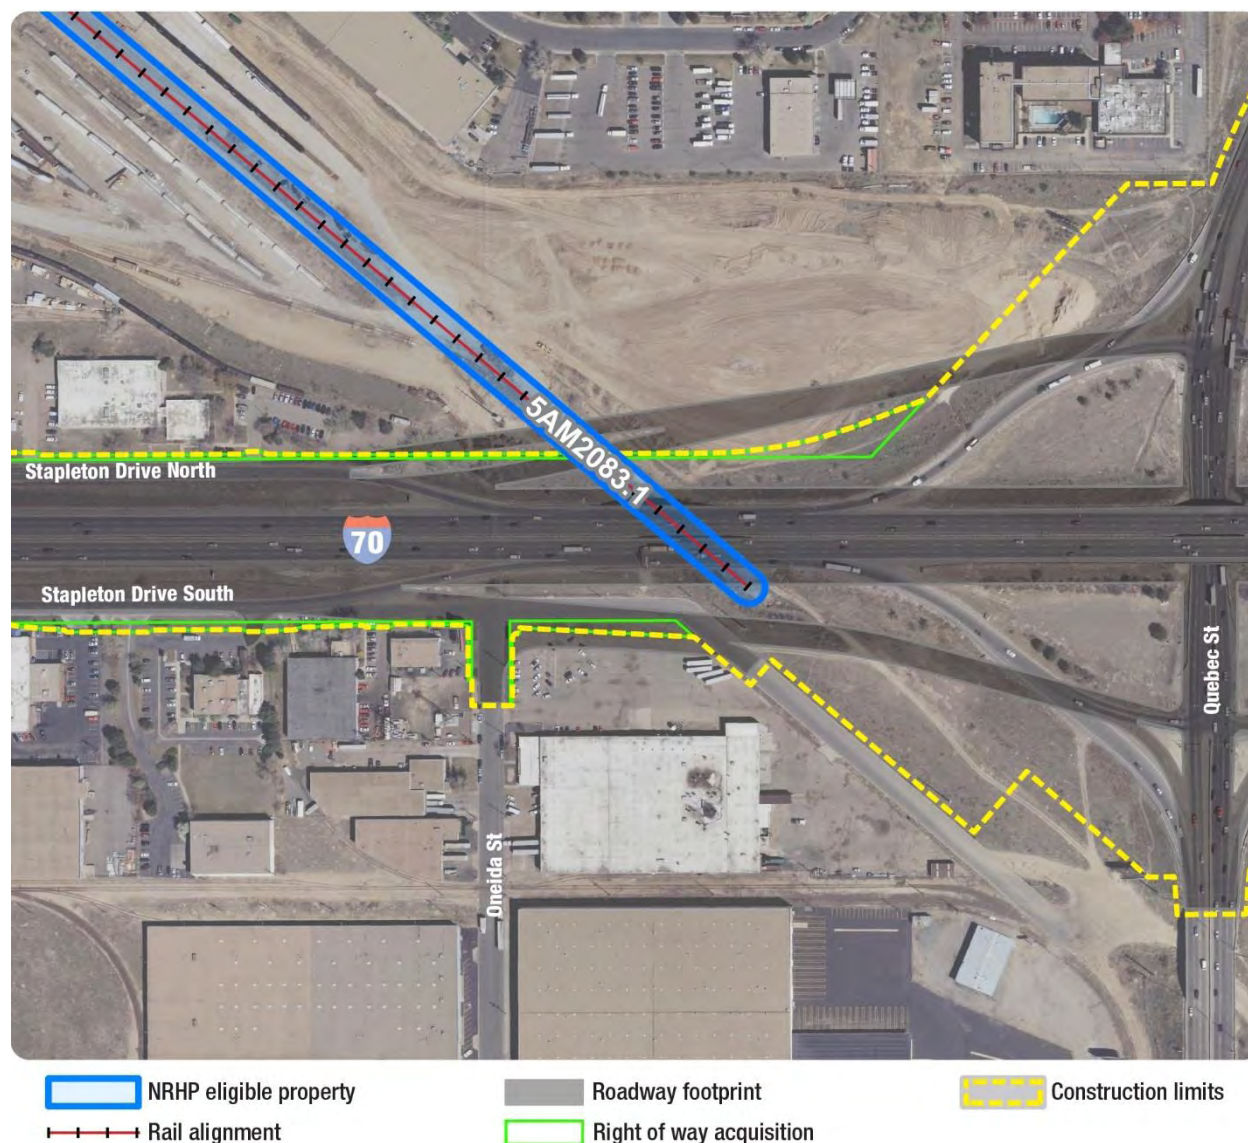 5AM2083.1
Stapleton Drive North
70
Stapleton Drive South
Quebec St
Oneida St
NRHP eligible property
Roadway footprint
Construction limits
Rail alignment
Right of way acquisition